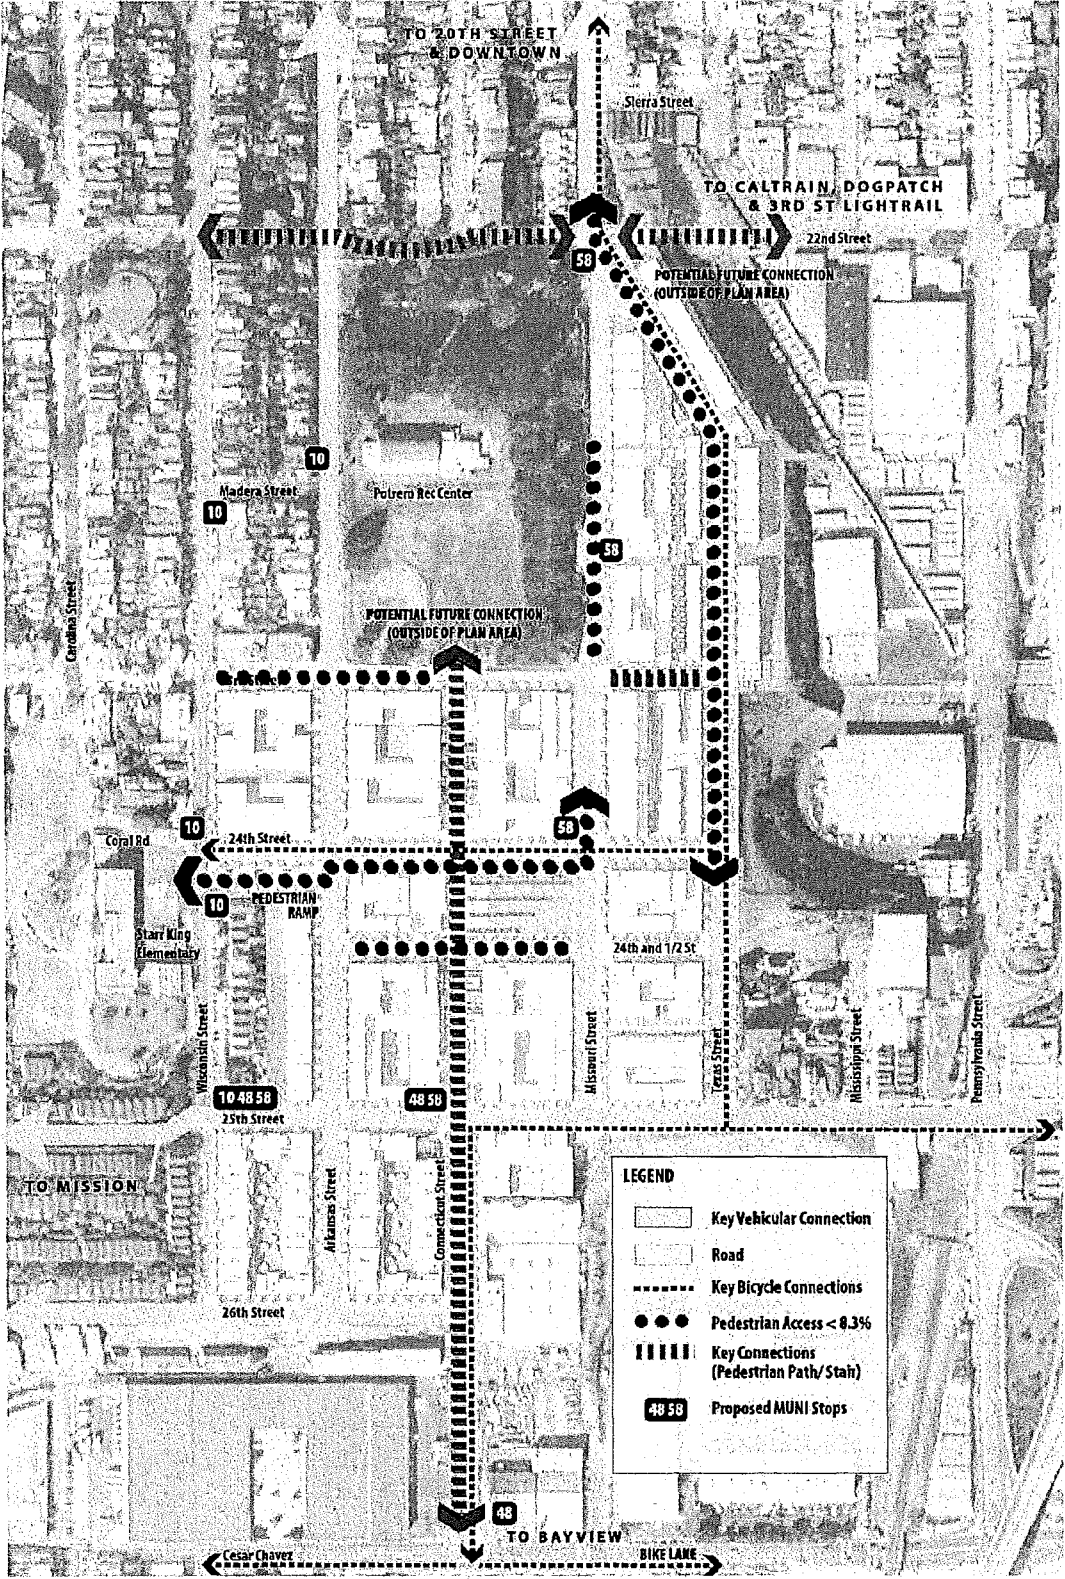 TO 20TH STREET
& DOWNTOWN
Sierra Street
TO CALTRAIN, DOGPATCH
& 3RD ST LIGHTRAIL
22nd Street
58
POTENTIAL FUTURE CONNECTION
(OUTSIDE OF PLAN AREA)
10
Madera Street
Potrero Rec Center
10
58
Carolina Street
POTENTIAL FUTURE CONNECTION
(OUTSIDE OF PLAN AREA)
10
58
Coral Rd
24th Street
10
PEDESTRIAN
RAMP
Starr King
Elementary
24th and 1/2 St
Wisconsin Street
Missouri Street
Texas Street
Mississippi Street
Pennsylvania Street
10 48 58
48 58
25th Street
TO MISSION
Arkansas Street
Connecticut Street
26th Street
LEGEND
Key Vehicular Connection
Road
Key Bicycle Connections
Pedestrian Access < 8.3%
Key Connections
(Pedestrian Path/Stair)
48 58
Proposed MUNI Stops
48
TO BAYVIEW
Cesar Chavez
BIKE LANE